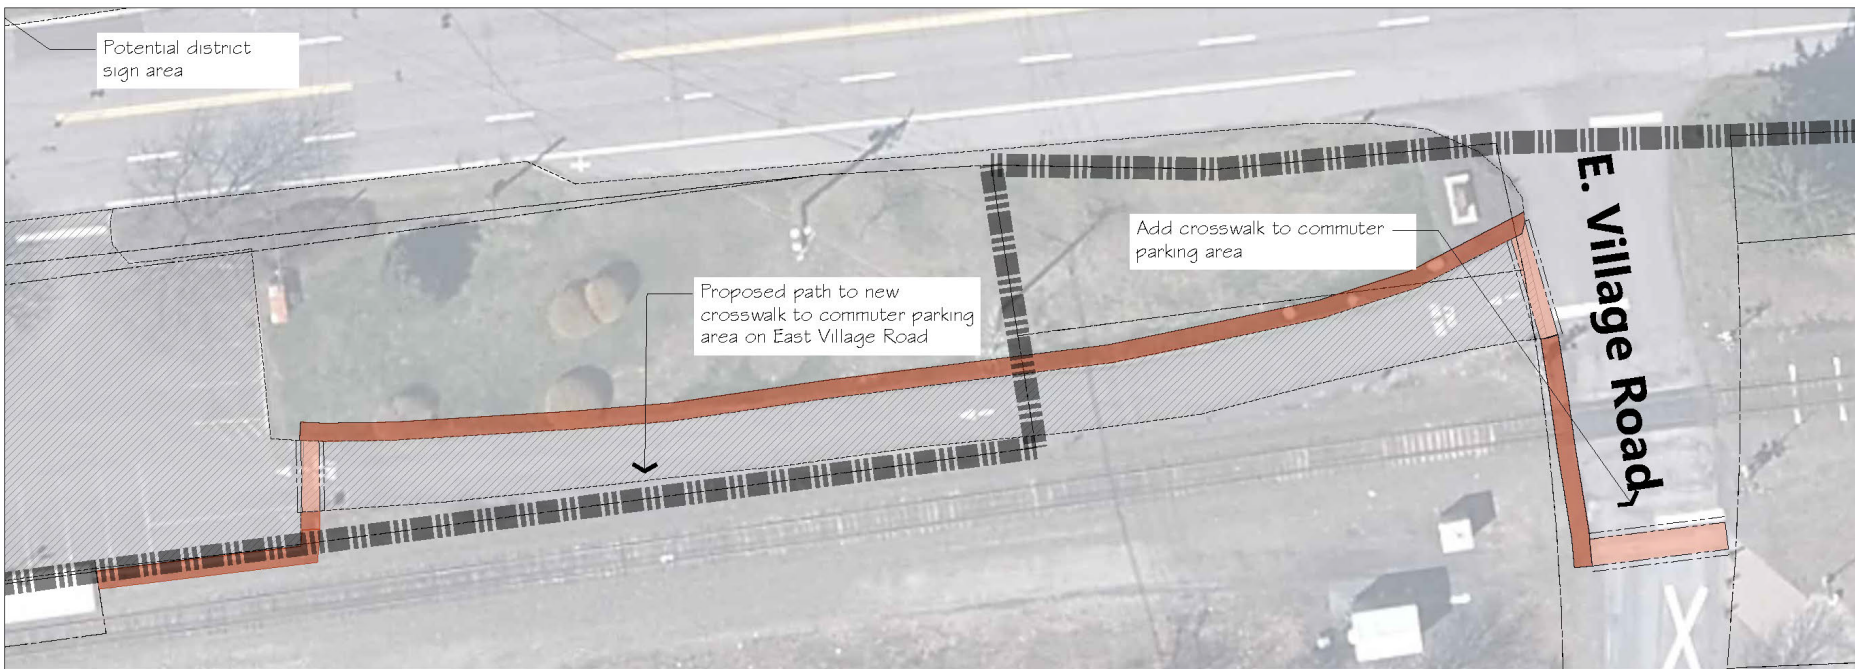 Potential district
sign area
E. Village Road
Add crosswalk to commuter
parking area
Proposed path to new
crosswalk to commuter parking
area on East Village Road
X